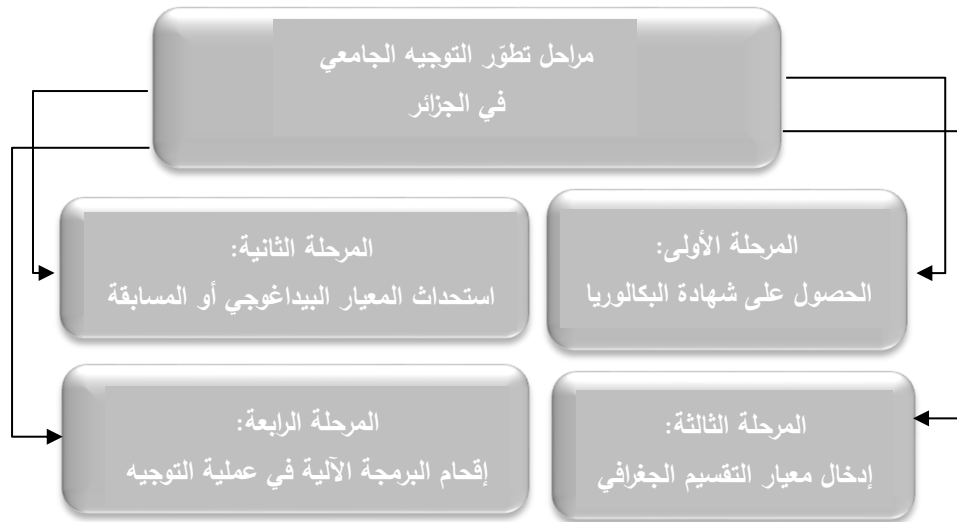 مراحل تطوّر التوجيه الجامعي
في الجزائر
المرحلة الأولى:
الحصول على شهادة البكالوريا
المرحلة الثانية:
استحداث المعيار البيداغوجي أو المسابقة
المرحلة الثالثة:
إدخال معيار التقسيم الجغرافي
المرحلة الرابعة:
إقحام البرمجة الآلية في عملية التوجيه